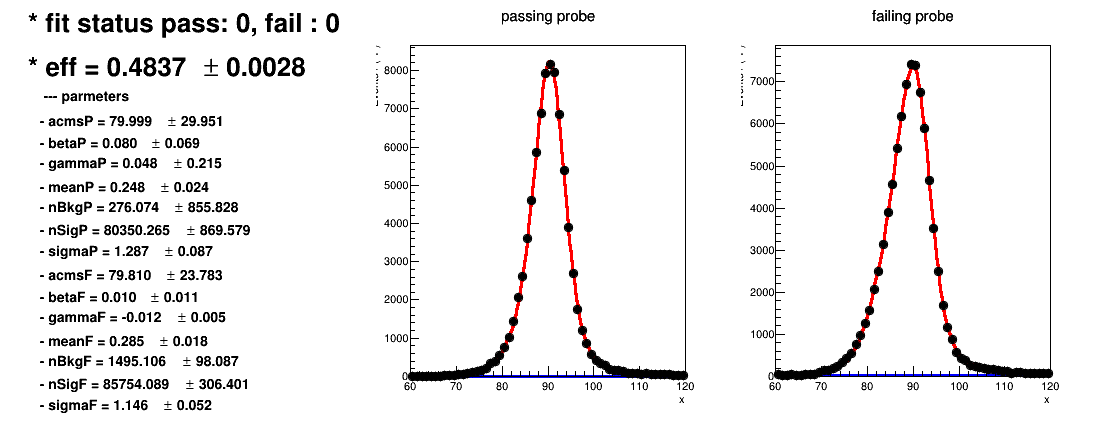 * fit status pass: 0, fail : 0
* eff = 0.4837 ± 0.0028
--- parmeters
- acmsP = 79.999 ± 29.951
- betaP = 0.080 ± 0.069
- gammaP = 0.048 ± 0.215
- meanP = 0.248 ± 0.024
- nBkgP = 276.074 ± 855.828
- nSigP = 80350.265 ± 869.579
- sigmaP = 1.287 ± 0.087
- acmsF = 79.810 ± 23.783
- betaF = 0.010 ± 0.011
- gammaF = -0.012 ± 0.005
- meanF = 0.285 ± 0.018
- nBkgF = 1495.106 ± 98.087
- nSigF = 85754.089 ± 306.401
- sigmaF = 1.146 ± 0.052
passing probe
8000
7000
6000
5000
4000
3000
2000
1000
0
60 70 80 90 100 110 120
x
failing probe
7000
6000
5000
4000
3000
2000
1000
0
60 70 80 90 100 110 120
x